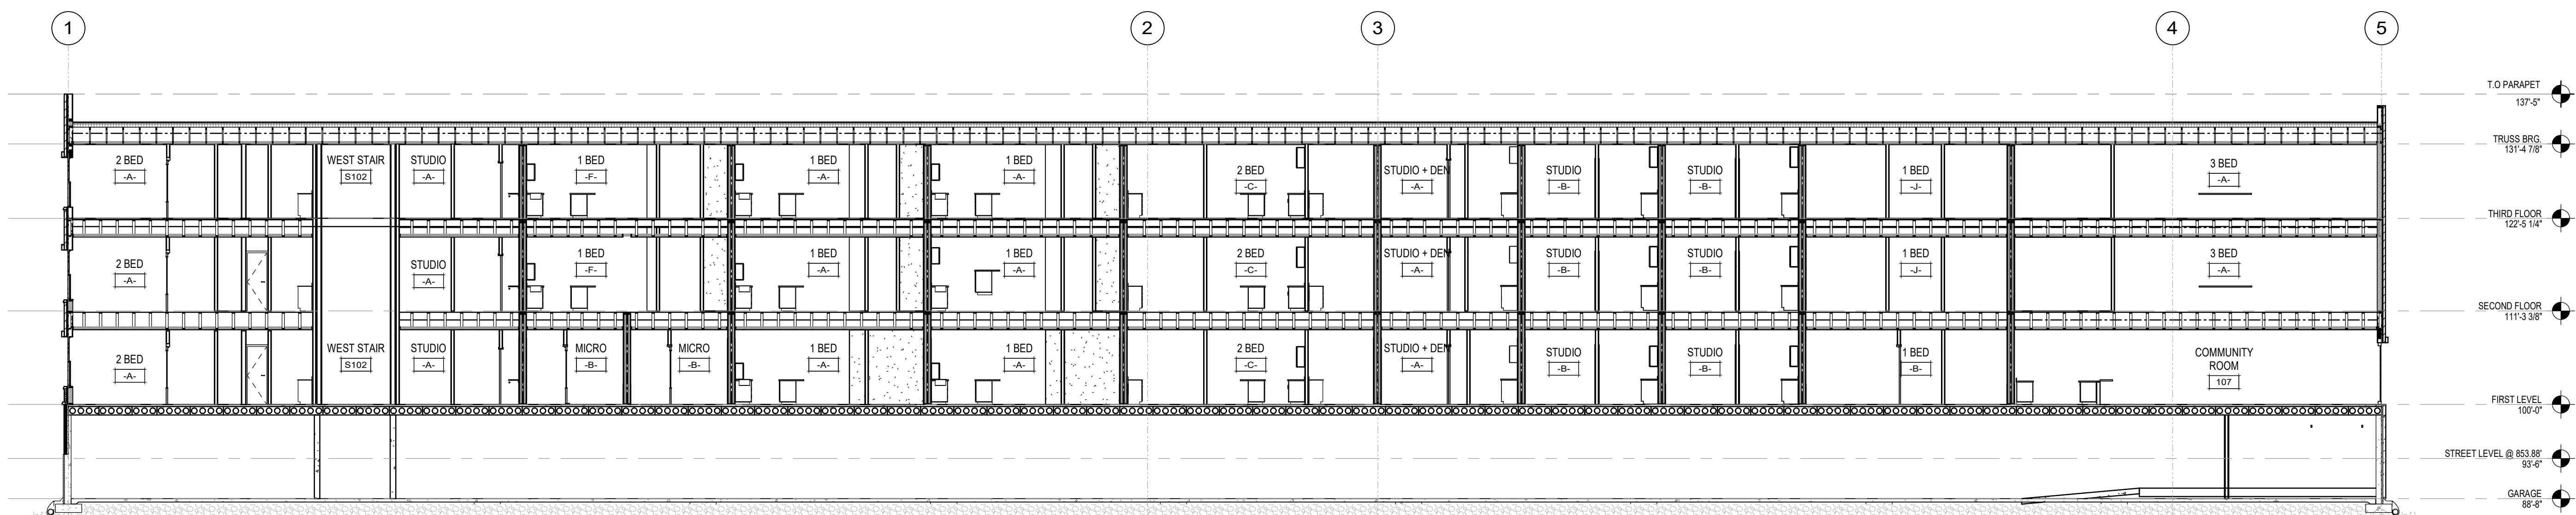 1
2
3
4
5
T.O PARAPET
137'-5"
TRUSS BRG.
131'-4 7/8"
2 BED
-A-
WEST STAIR
S102
STUDIO
-A-
1 BED
-F-
1 BED
-A-
1 BED
-A-
2 BED
-C-
STUDIO + DEN
-A-
STUDIO
-B-
STUDIO
-B-
1 BED
-J-
3 BED
-A-
THIRD FLOOR
122'-5 1/4"
2 BED
-A-
STUDIO
-A-
1 BED
-F-
1 BED
-A-
1 BED
-A-
2 BED
-C-
STUDIO + DEN
-A-
STUDIO
-B-
STUDIO
-B-
1 BED
-J-
3 BED
-A-
SECOND FLOOR
111'-3 3/8"
2 BED
-A-
WEST STAIR
S102
STUDIO
-A-
MICRO
-B-
MICRO
-B-
1 BED
-A-
1 BED
-A-
2 BED
-C-
STUDIO + DEN
-A-
STUDIO
-B-
STUDIO
-B-
1 BED
-B-
COMMUNITY
ROOM
107
FIRST LEVEL
100'-0"
STREET LEVEL @ 853.88'
93'-6"
GARAGE
88'-8"